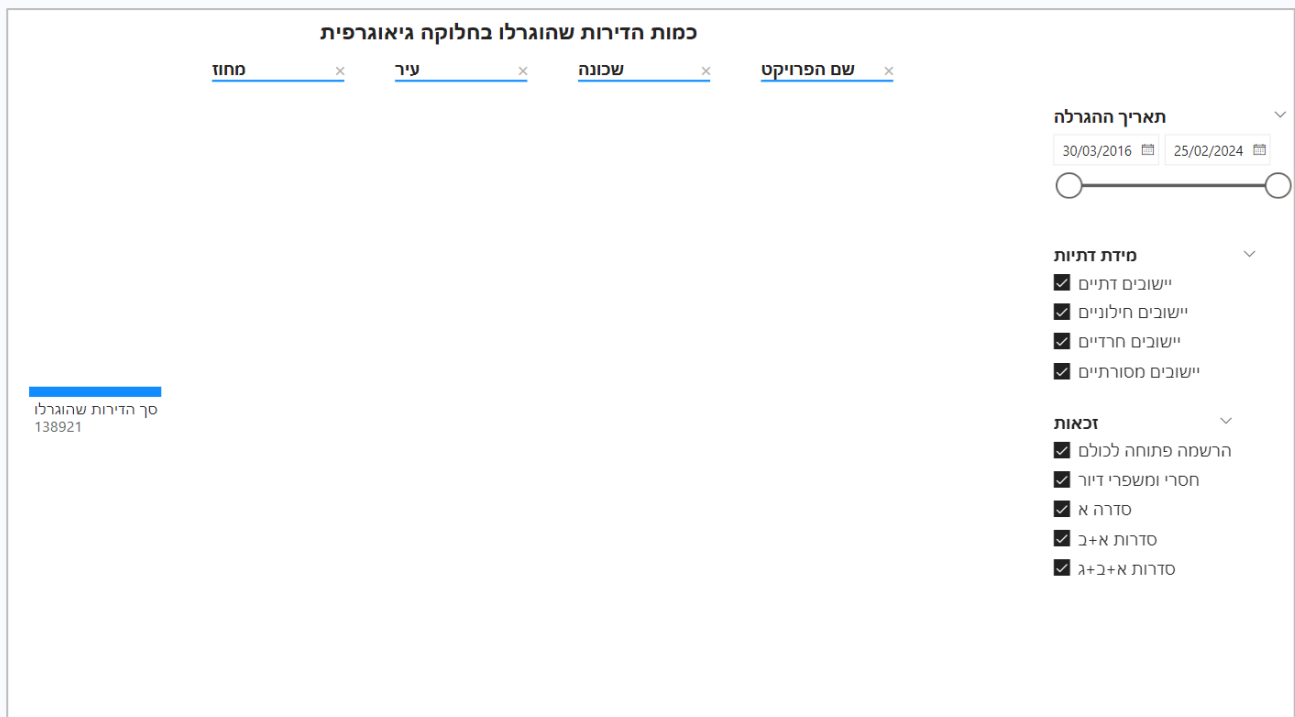 כמות הדירות שהוגרלו בחלוקה גיאוגרפית
מחוז
עיר
שכונה
שם הפרויקט
תאריך ההגרלה
30/03/2016
25/02/2024
מידת דתיות
יישובים דתיים
יישובים חילוניים
יישובים חרדיים
יישובים מסורתיים
זכאות
הרשמה פתוחה לכולם
חסרי ומשפרי דיור
סדרה א
סדרות א+ב
סדרות א+ב+ג
סך הדירות שהוגרלו
138921